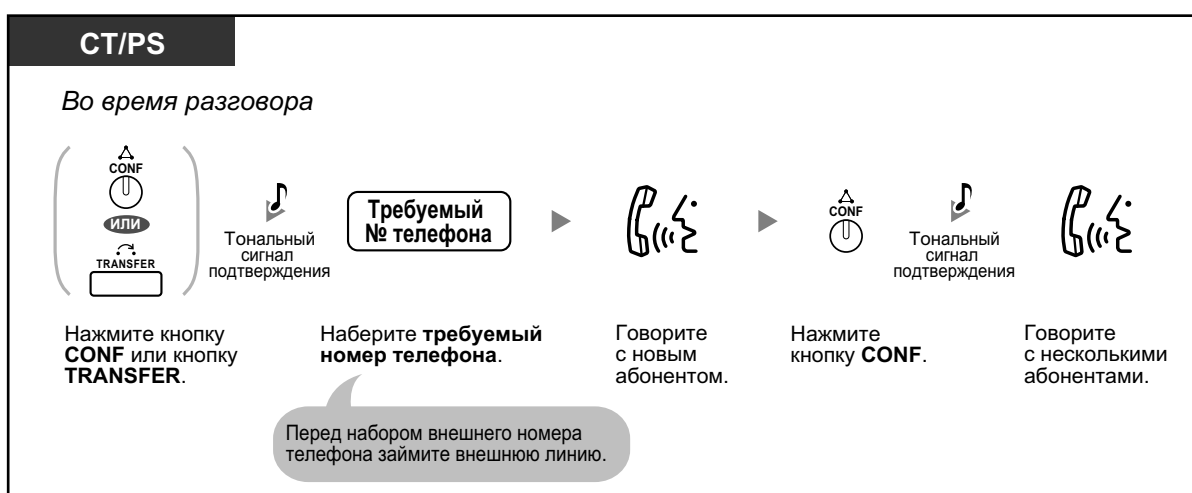 CT/PS
Во время разговора
CONF
ИЛИ
TRANSFER
Тональный
сигнал
подтверждения
Требуемый
№ телефона
CONF
Тональный
сигнал
подтверждения
Нажмите кнопку
CONF или кнопку
TRANSFER.
Наберите требуемый
номер телефона.
Говорите
с новым
абонентом.
Нажмите
кнопку CONF.
Говорите
с несколькими
абонентами.
Перед набором внешнего номера
телефона займите внешнюю линию.